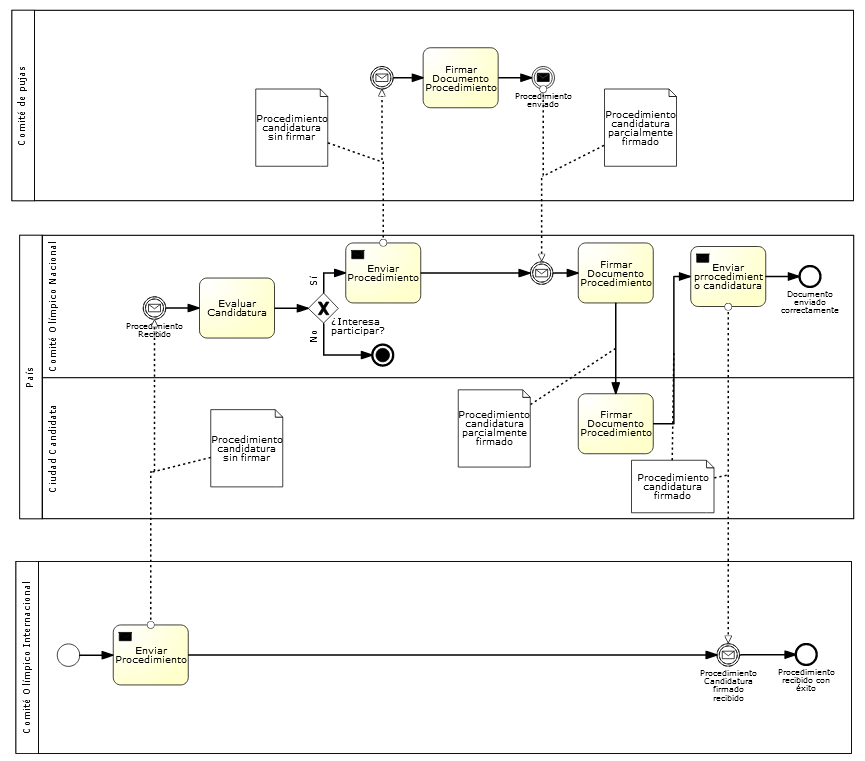 Comité de pujas
Firmar
Documento
Procedimiento
Procedimiento
enviado
Procedimiento
candidatura
sin firmar
Procedimiento
candidatura
parcialmente
firmado
País
Comité Olímpico Nacional
Procedimiento
Recibido
Evaluar
Candidatura
Sí
No
¿Interesa
participar?
Enviar
Procedimiento
Firmar
Documento
Procedimiento
Enviar
prrocedimient
o candidatura
Documento
enviado
correctamente
Ciudad Candidata
Procedimiento
candidatura
sin firmar
Procedimiento
candidatura
parcialmente
firmado
Firmar
Documento
Procedimiento
Procedimiento
candidatura
firmado
Comité Olímpico Internacional
Enviar
Procedimiento
Procedimiento
Candidatura
firmado
recibido
Procedimiento
recibido con
éxito